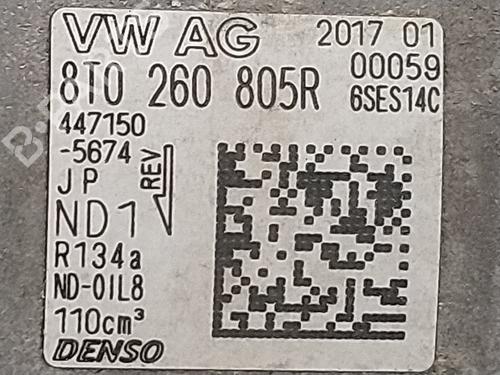 VW AG 2017 01
00059
8T0 260 805R 6SES14C
447150
-5674
JP
REV
ND1
R134a
ND-OIL8
110cm³
DENSO